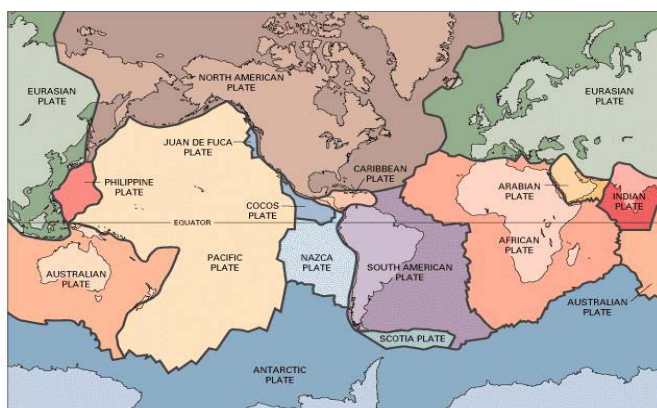 NORTH AMERICAN
PLATE
EURASIAN
PLATE
EURASIAN
PLATE
JUAN DE FUCA
PLATE
CARIBBEAN
PLATE
PHILIPPINE
PLATE
ARABIAN
PLATE
INDIAN
PLATE
COCOS
PLATE
EQUATOR
AFRICAN
PLATE
AUSTRALIAN
PLATE
PACIFIC
PLATE
NAZCA
PLATE
SOUTH AMERICAN
PLATE
AUSTRALIAN
PLATE
SCOTIA PLATE
ANTARCTIC
PLATE